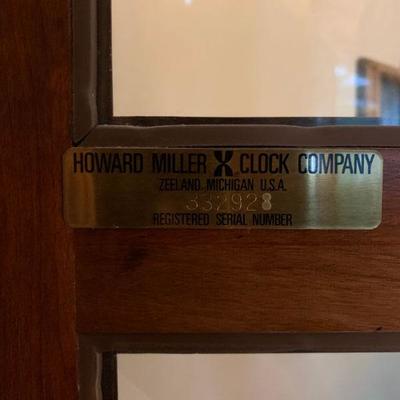 HOWARD MILLER CLOCK COMPANY
ZEELAND, MICHIGAN U.S.A.
332928
REGISTERED SERIAL NUMBER